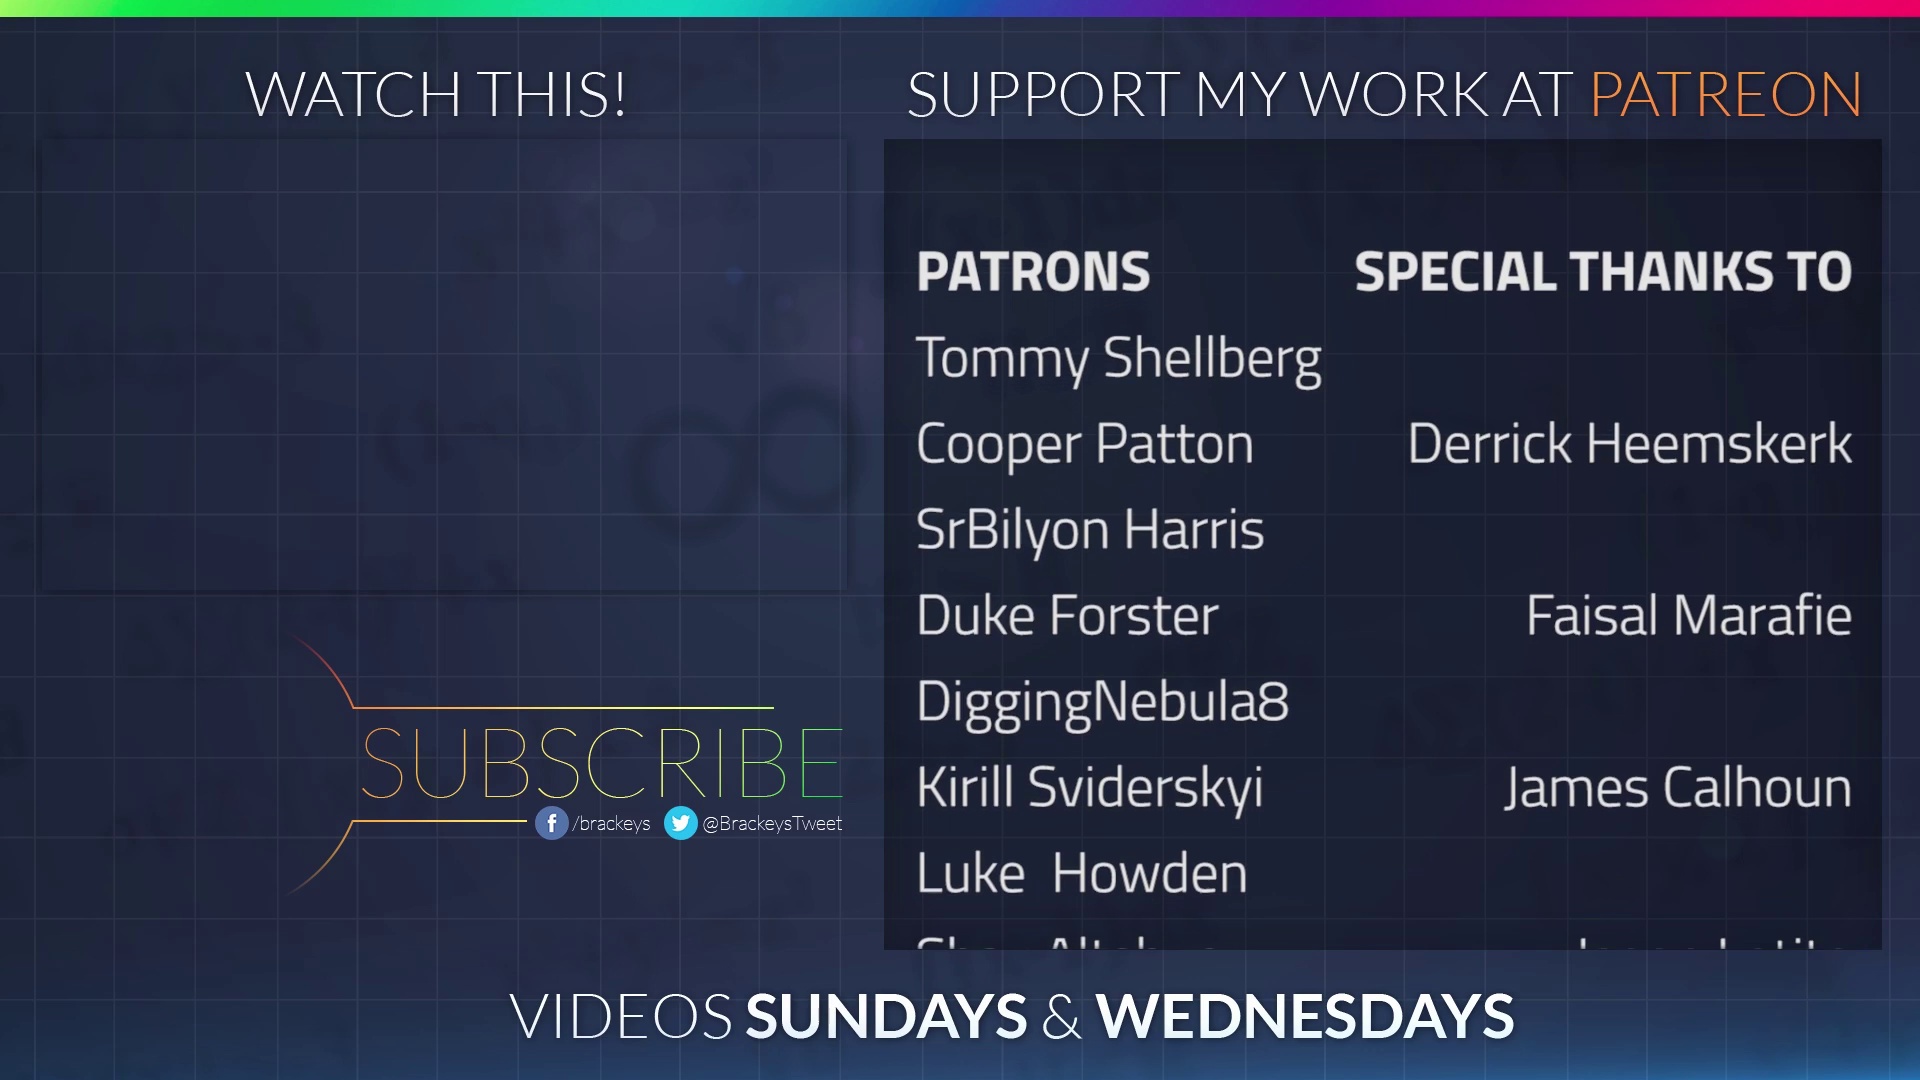 WATCH THIS!
SUPPORT MY WORK AT PATREON
PATRONS
SPECIAL THANKS TO
Tommy Shellberg
Cooper Patton
Derrick Heemskerk
SrBilyon Harris
Duke Forster
Faisal Marafie
DiggingNebula8
Kirill Sviderskyi
James Calhoun
Luke  Howden
SUBSCRIBE
/brackeys
@BrackeysTweet
VIDEOS SUNDAYS & WEDNESDAYS